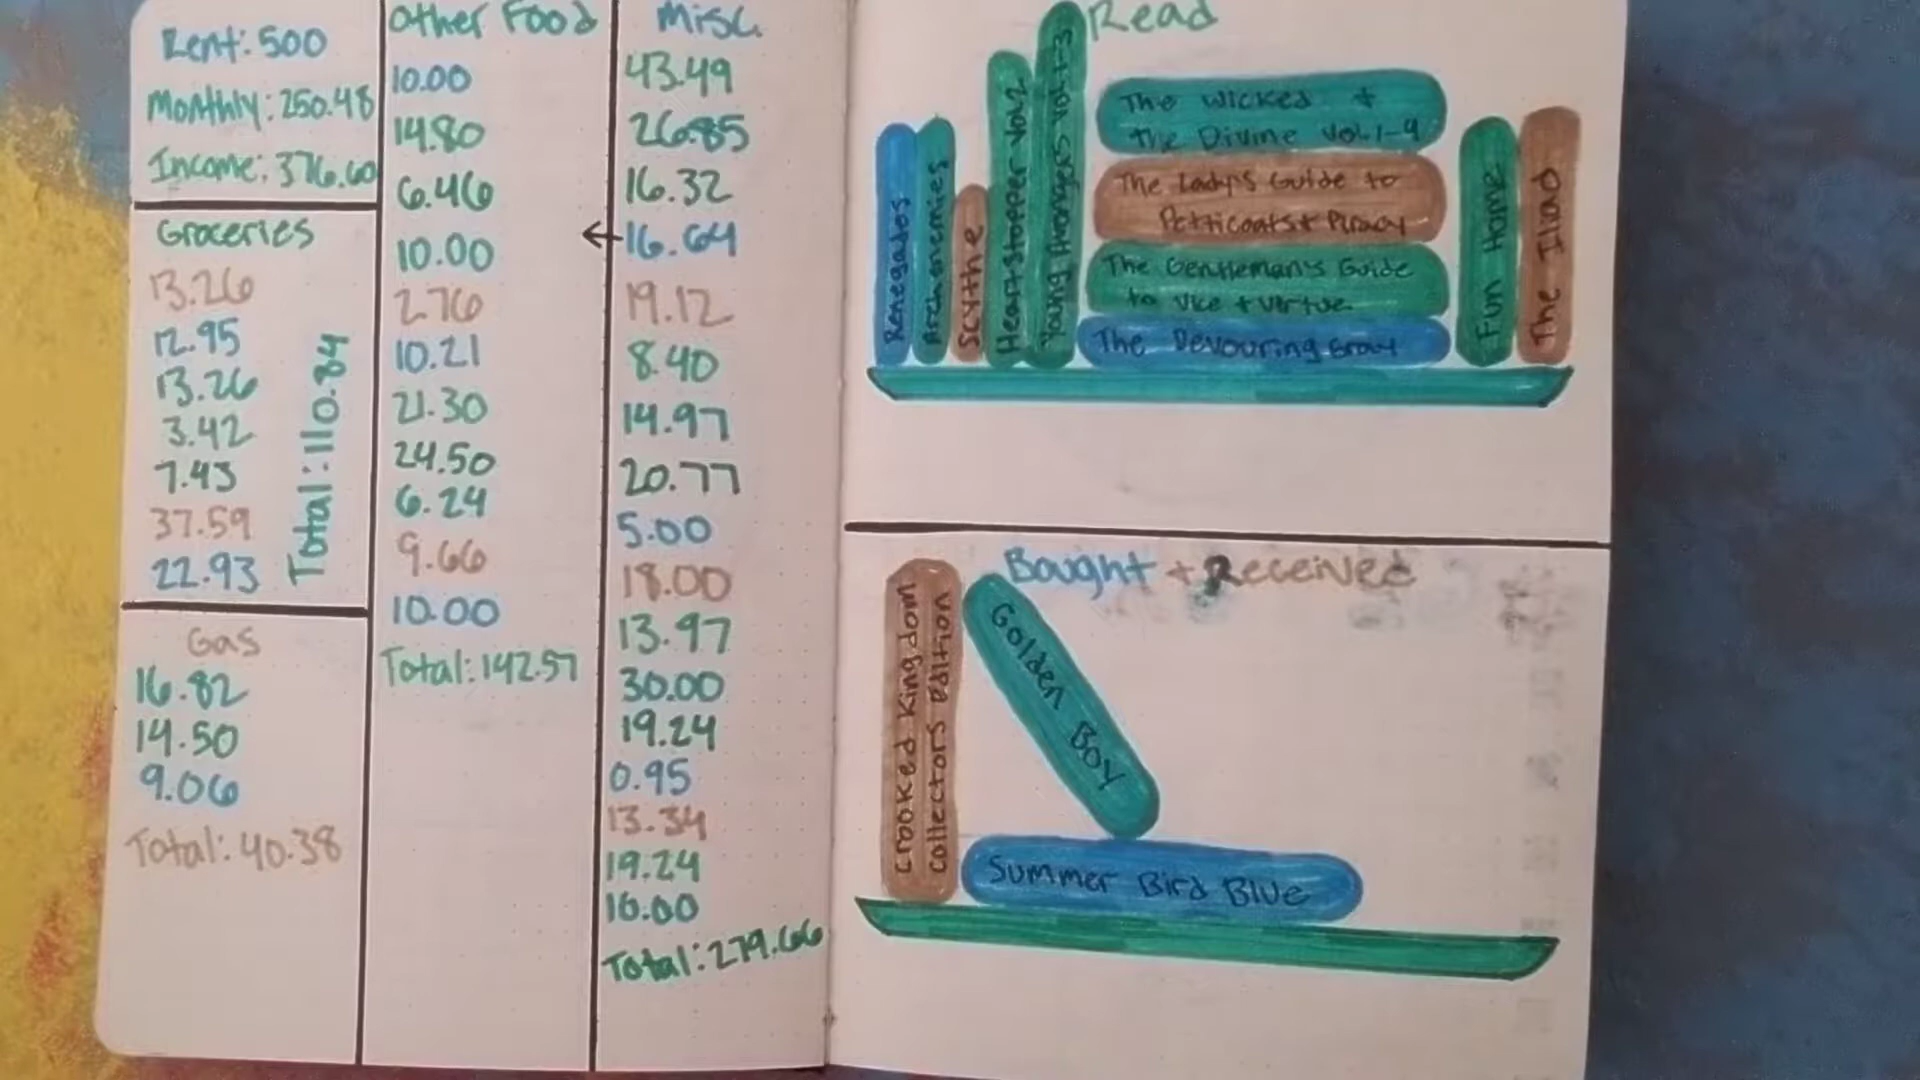 Rent: 500
Monthly: 250.48
Income: 376.60
Groceries
13.26
12.95
13.26
3.42
7.43
37.59
22.93
Total: 110.84
Gas
16.82
14.50
9.06
Total: 40.38
Other Food
10.00
14.80
6.46
10.00
2.76
10.21
21.30
24.50
6.24
9.66
10.00
Total: 142.57
Misc.
43.49
26.85
16.32
16.64
19.12
8.40
14.97
20.77
5.00
18.00
13.97
30.00
19.24
0.95
13.34
19.24
10.00
Total: 279.66
Read
Renegades
Archenemies
Scythe
Heartstopper Vol 2
Young Avengers Vol 1-3
The Wicked +
The Divine Vol. 1-9
The Lady's Guide to
Petticoats + Piracy
The Gentleman's Guide
to Vice + Virtue
The Devouring Gray
Fun Home
The Iliad
Bought + Received
Crooked Kingdom
Collectors Edition
Golden Boy
Summer Bird Blue